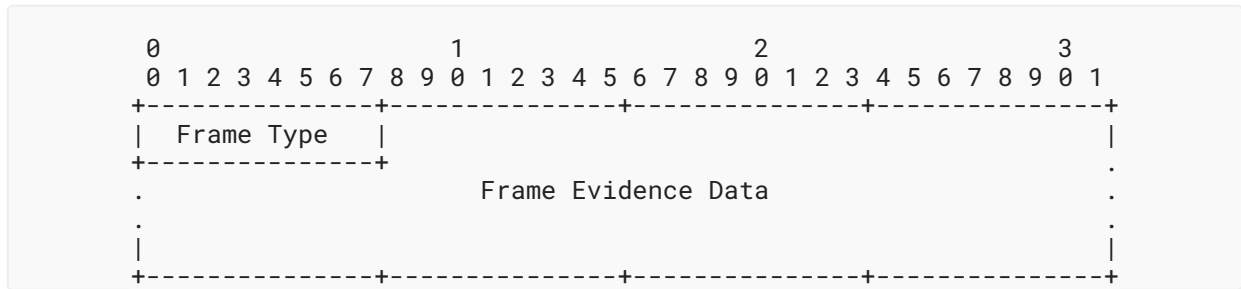 0                   1                   2                   3
0 1 2 3 4 5 6 7 8 9 0 1 2 3 4 5 6 7 8 9 0 1 2 3 4 5 6 7 8 9 0 1
+---------------+---------------+---------------+---------------+
|  Frame Type   |                                               |
+---------------+                                               .
.                      Frame Evidence Data                      .
.                                                               .
|                                                               |
+---------------+---------------+---------------+---------------+